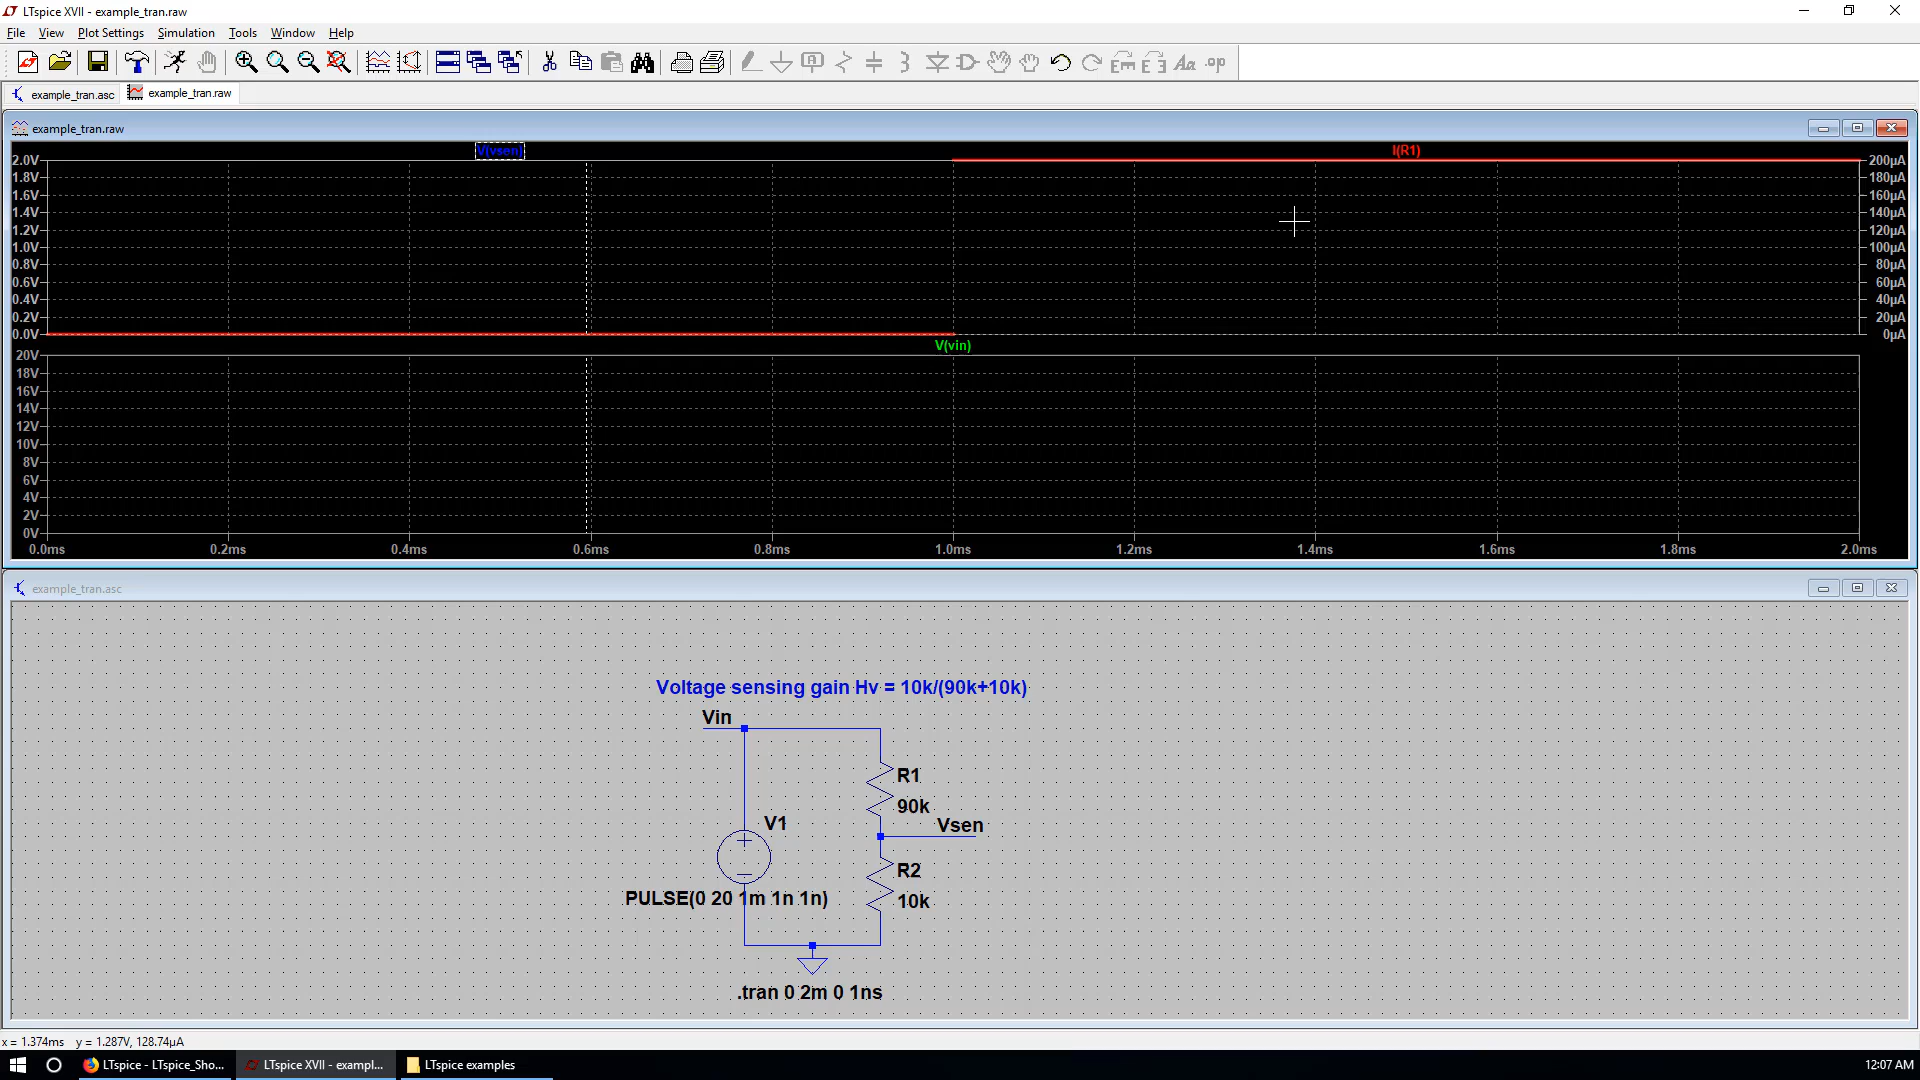 LTspice XVII - example_tran.raw
File View Plot Settings Simulation Tools Window Help
.op
example_tran.asc example_tran.raw
example_tran.raw
V(vsen) I(R1)
2.0V 200µA
1.8V 180µA
1.6V 160µA
1.4V 140µA
1.2V 120µA
1.0V 100µA
0.8V 80µA
0.6V 60µA
0.4V 40µA
0.2V 20µA
0.0V 0µA
V(vin)
20V
18V
16V
14V
12V
10V
8V
6V
4V
2V
0V
0.0ms 0.2ms 0.4ms 0.6ms 0.8ms 1.0ms 1.2ms 1.4ms 1.6ms 1.8ms 2.0ms
example_tran.asc
Voltage sensing gain Hv = 10k/(90k+10k)
Vin
R1
90k
V1
Vsen
R2
PULSE(0 20 1m 1n 1n)
10k
.tran 0 2m 0 1ns
x = 1.374ms y = 1.287V, 128.74µA
LTspice - LTspice_Sho... LTspice XVII - exampl... LTspice examples 12:07 AM